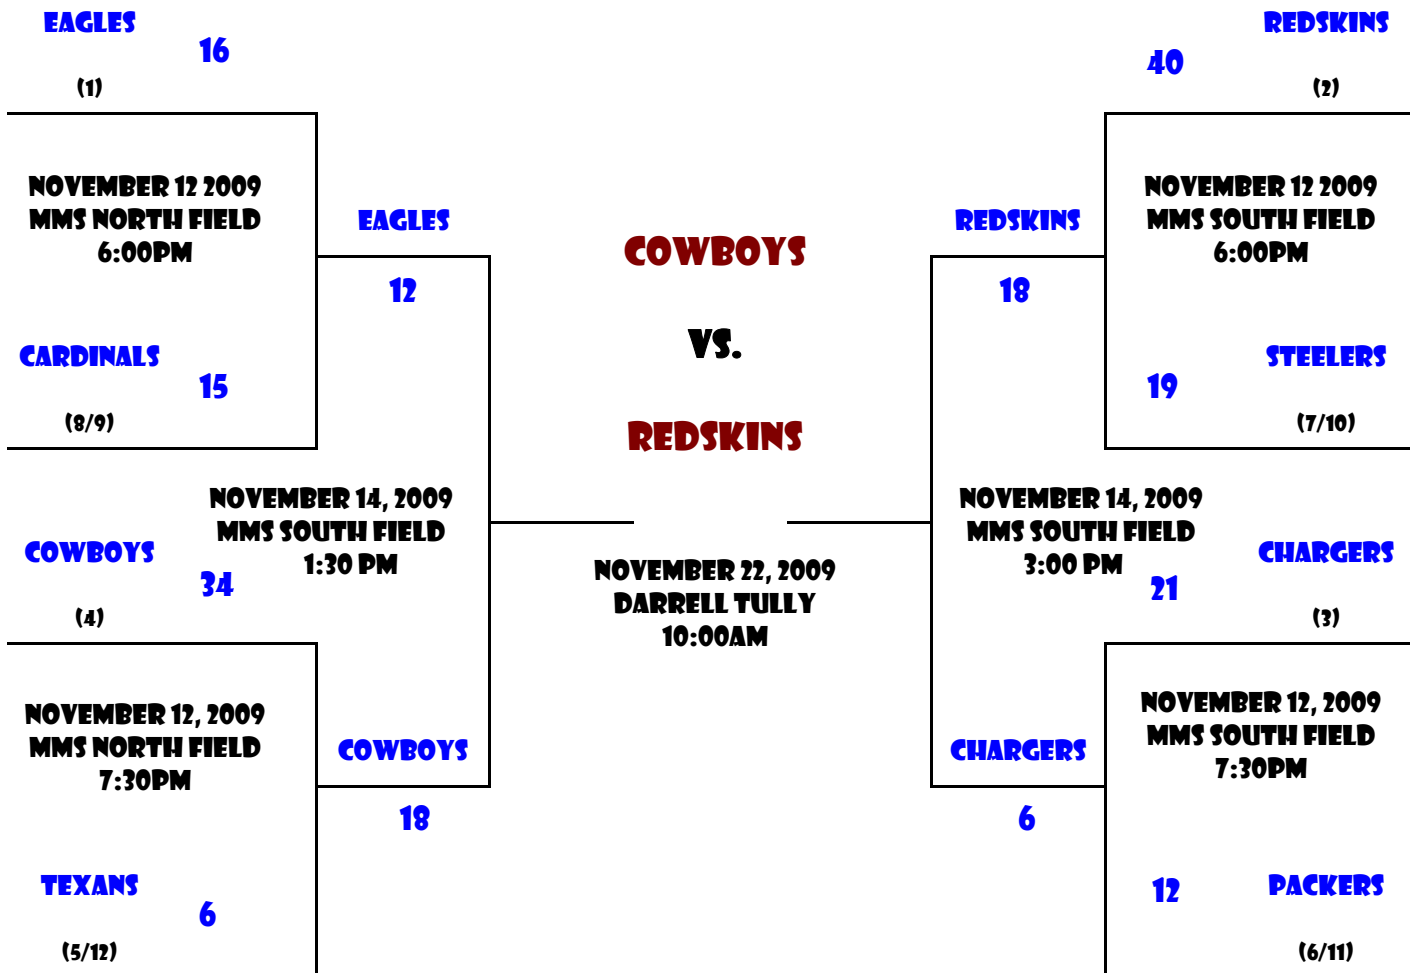 EAGLES
16
(1)
NOVEMBER 12 2009
MMS NORTH FIELD
6:00PM
CARDINALS
15
(8/9)
EAGLES
12
NOVEMBER 14, 2009
MMS SOUTH FIELD
1:30 PM
COWBOYS
34
(4)
NOVEMBER 12, 2009
MMS NORTH FIELD
7:30PM
COWBOYS
18
TEXANS
6
(5/12)
COWBOYS
VS.
REDSKINS
NOVEMBER 22, 2009
DARRELL TULLY
10:00AM
REDSKINS
40
(2)
NOVEMBER 12 2009
MMS SOUTH FIELD
6:00PM
REDSKINS
18
STEELERS
19
(7/10)
NOVEMBER 14, 2009
MMS SOUTH FIELD
3:00 PM
CHARGERS
21
(3)
NOVEMBER 12, 2009
MMS SOUTH FIELD
7:30PM
CHARGERS
6
12
PACKERS
(6/11)